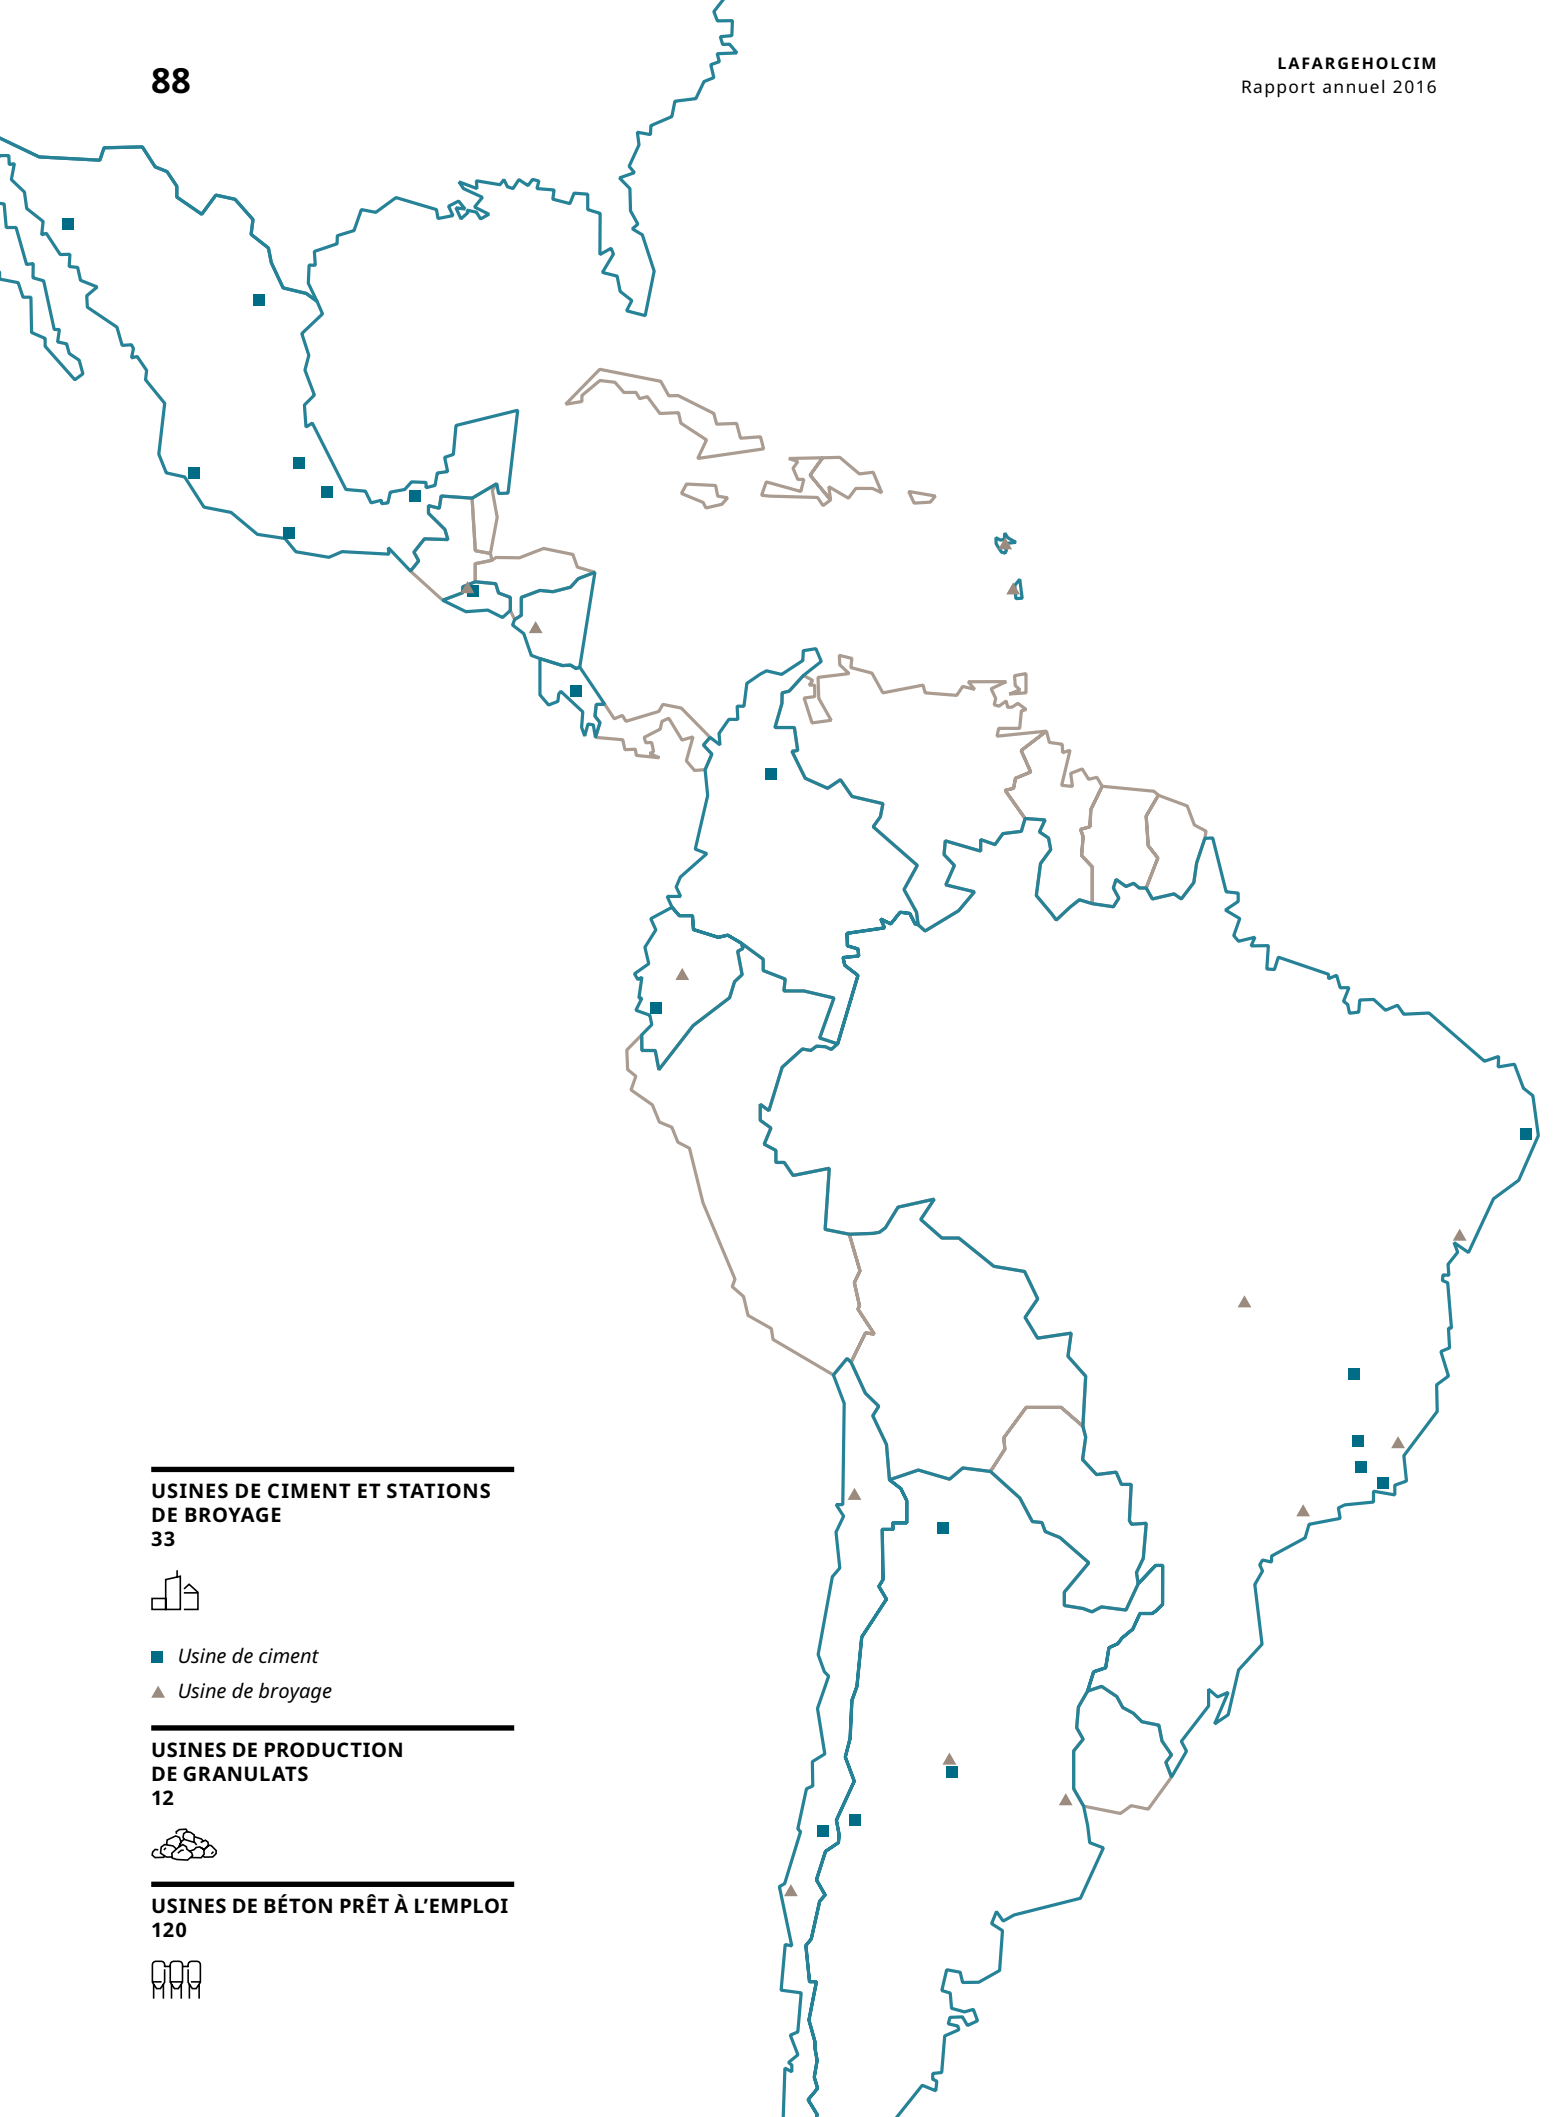 88
LAFARGEHOLCIM
Rapport annuel 2016
USINES DE CIMENT ET STATIONS
DE BROYAGE
33
Usine de ciment
Usine de broyage
USINES DE PRODUCTION
DE GRANULATS
12
USINES DE BÉTON PRÊT À L’EMPLOI
120